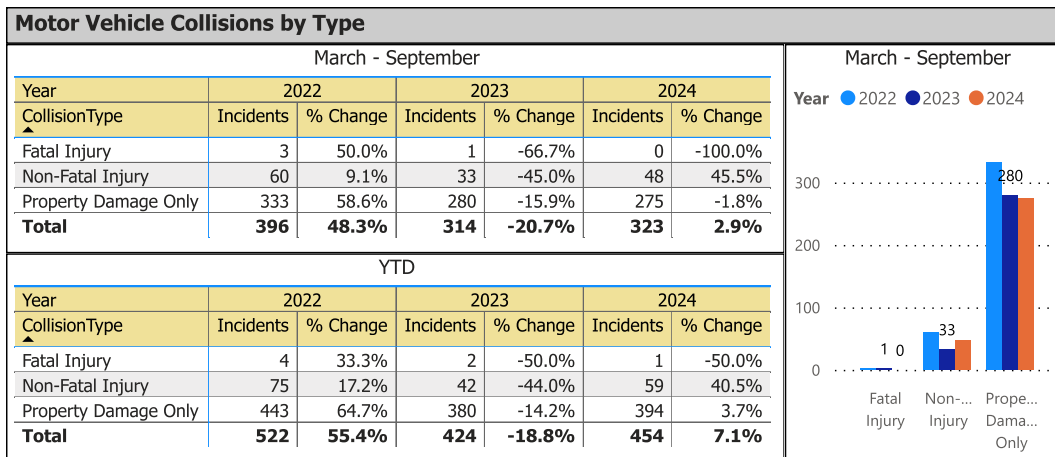 Motor Vehicle Collisions by Type
March - September
Year 2022 2023 2024
CollisionType Incidents % Change Incidents % Change Incidents % Change
Fatal Injury 3 50.0% 1 -66.7% 0 -100.0%
Non-Fatal Injury 60 9.1% 33 -45.0% 48 45.5%
Property Damage Only 333 58.6% 280 -15.9% 275 -1.8%
Total 396 48.3% 314 -20.7% 323 2.9%
YTD
Year 2022 2023 2024
CollisionType Incidents % Change Incidents % Change Incidents % Change
Fatal Injury 4 33.3% 2 -50.0% 1 -50.0%
Non-Fatal Injury 75 17.2% 42 -44.0% 59 40.5%
Property Damage Only 443 64.7% 380 -14.2% 394 3.7%
Total 522 55.4% 424 -18.8% 454 7.1%
March - September
Year 2022 2023 2024
300
280
200
100
33
1 0
0
Fatal Non-... Prope...
Injury Injury Dama...
Only